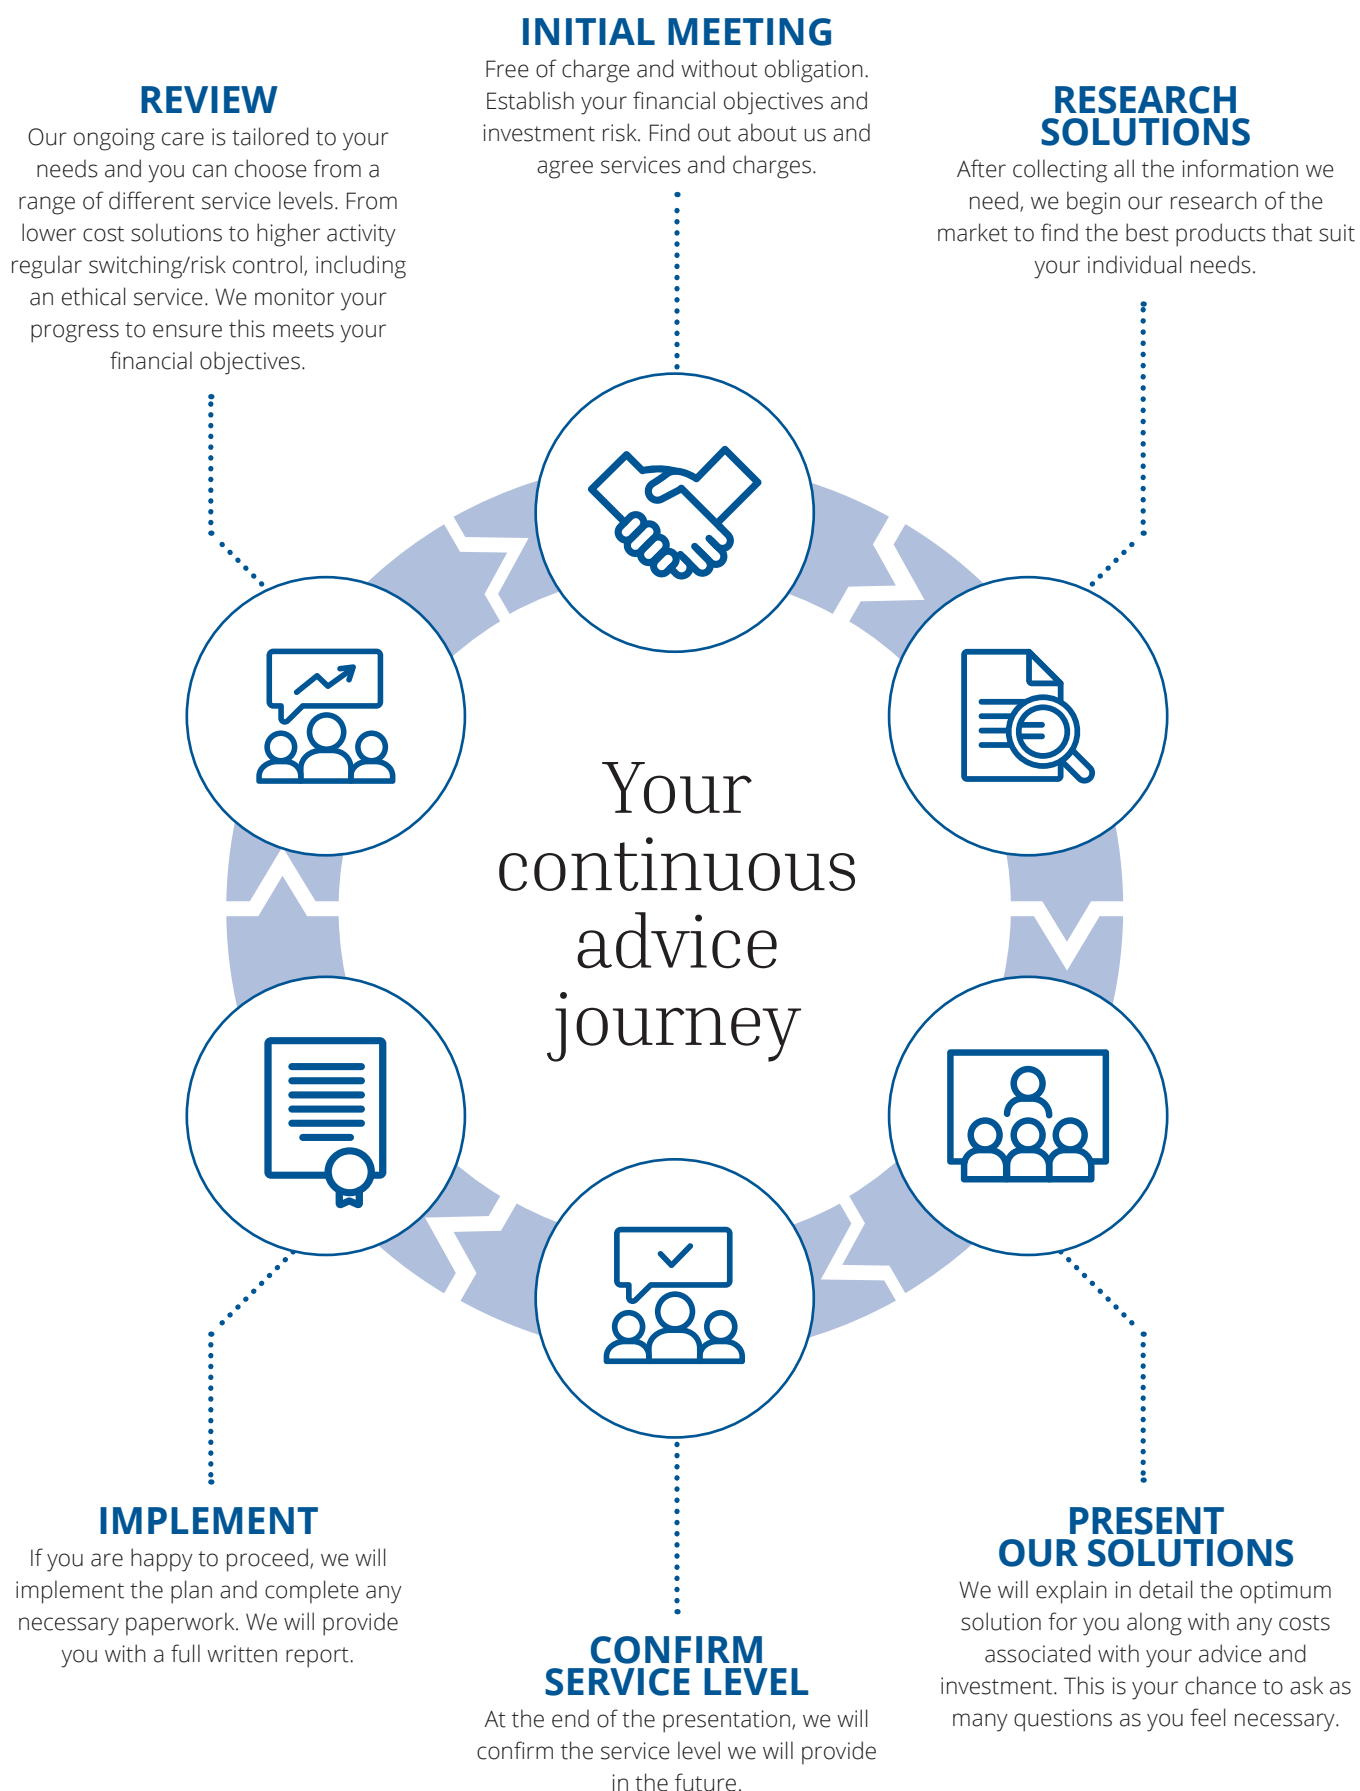 INITIAL MEETING
Free of charge and without obligation.
Establish your financial objectives and
investment risk. Find out about us and
agree services and charges.
RESEARCH
SOLUTIONS
After collecting all the information we
need, we begin our research of the
market to find the best products that suit
your individual needs.
PRESENT
OUR SOLUTIONS
We will explain in detail the optimum
solution for you along with any costs
associated with your advice and
investment. This is your chance to ask as
many questions as you feel necessary.
CONFIRM
SERVICE LEVEL
At the end of the presentation, we will
confirm the service level we will provide
in the future.
IMPLEMENT
If you are happy to proceed, we will
implement the plan and complete any
necessary paperwork. We will provide
you with a full written report.
REVIEW
Our ongoing care is tailored to your
needs and you can choose from a
range of different service levels. From
lower cost solutions to higher activity
regular switching/risk control, including
an ethical service. We monitor your
progress to ensure this meets your
financial objectives.
Your
continuous
advice
journey